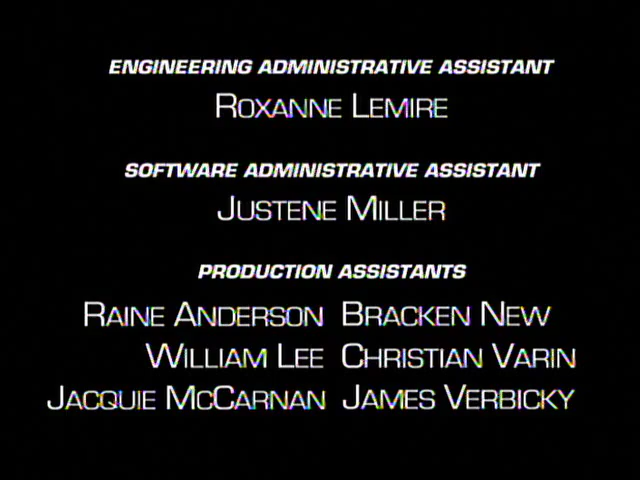 ENGINEERING ADMINISTRATIVE ASSISTANT
ROXANNE LEMIRE
SOFTWARE ADMINISTRATIVE ASSISTANT
JUSTENE MILLER
PRODUCTION ASSISTANTS
RAINE ANDERSON BRACKEN NEW
WILLIAM LEE CHRISTIAN VARIN
JACQUIE MCCARNAN JAMES VERBICKY